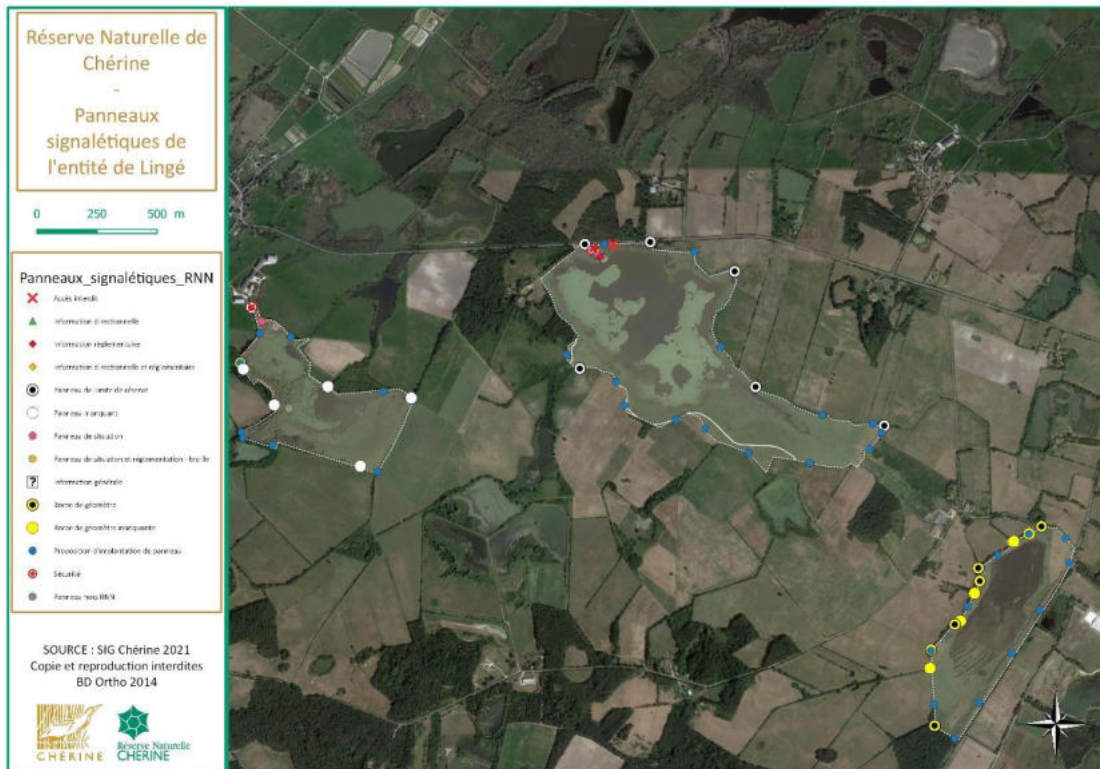 Réserve Naturelle de
Chérine
-
Panneaux
signalétiques de
l'entité de Lingé
0 250 500 m
Panneaux_signalétiques_RNN
Accès interdit
Information directionnelle
Information règlementaire
Information directionnelle et règlementaire
Panneau de limite de réserve
Panneau manquant
Panneau de situation
Panneau de situation et règlementation - braille
? Information générale
Borne de géomètre
Borne de géomètre manquante
Proposition d'implantation de panneau
Sécurité
Panneau hors RNN
SOURCE : SIG Chérine 2021
Copie et reproduction interdites
BD Ortho 2014
CHÉRINE
Réserve Naturelle
CHERINE